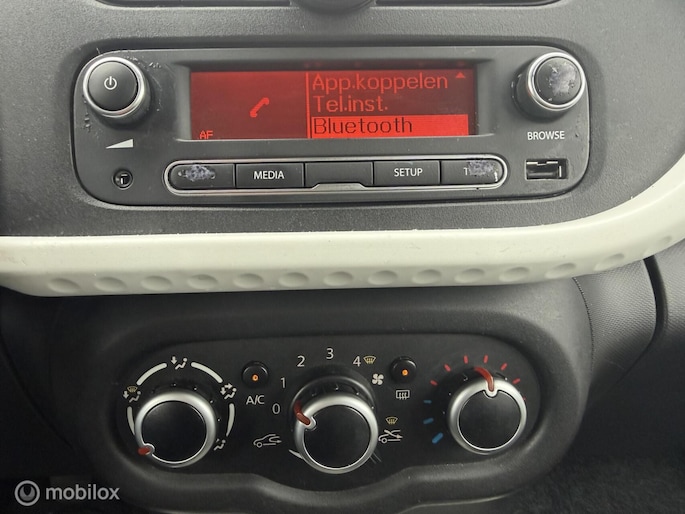 App.koppelen
Tel.inst.
Bluetooth
AF
BROWSE
MEDIA
SETUP
0
1
2
3
4
A/C
mobilox